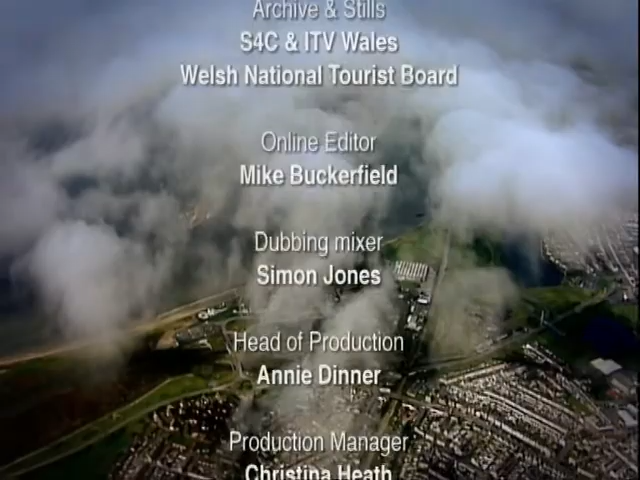 Archive & Stills
S4C & ITV Wales
Welsh National Tourist Board
Online Editor
Mike Buckerfield
Dubbing mixer
Simon Jones
Head of Production
Annie Dinner
Production Manager
Christina Heath